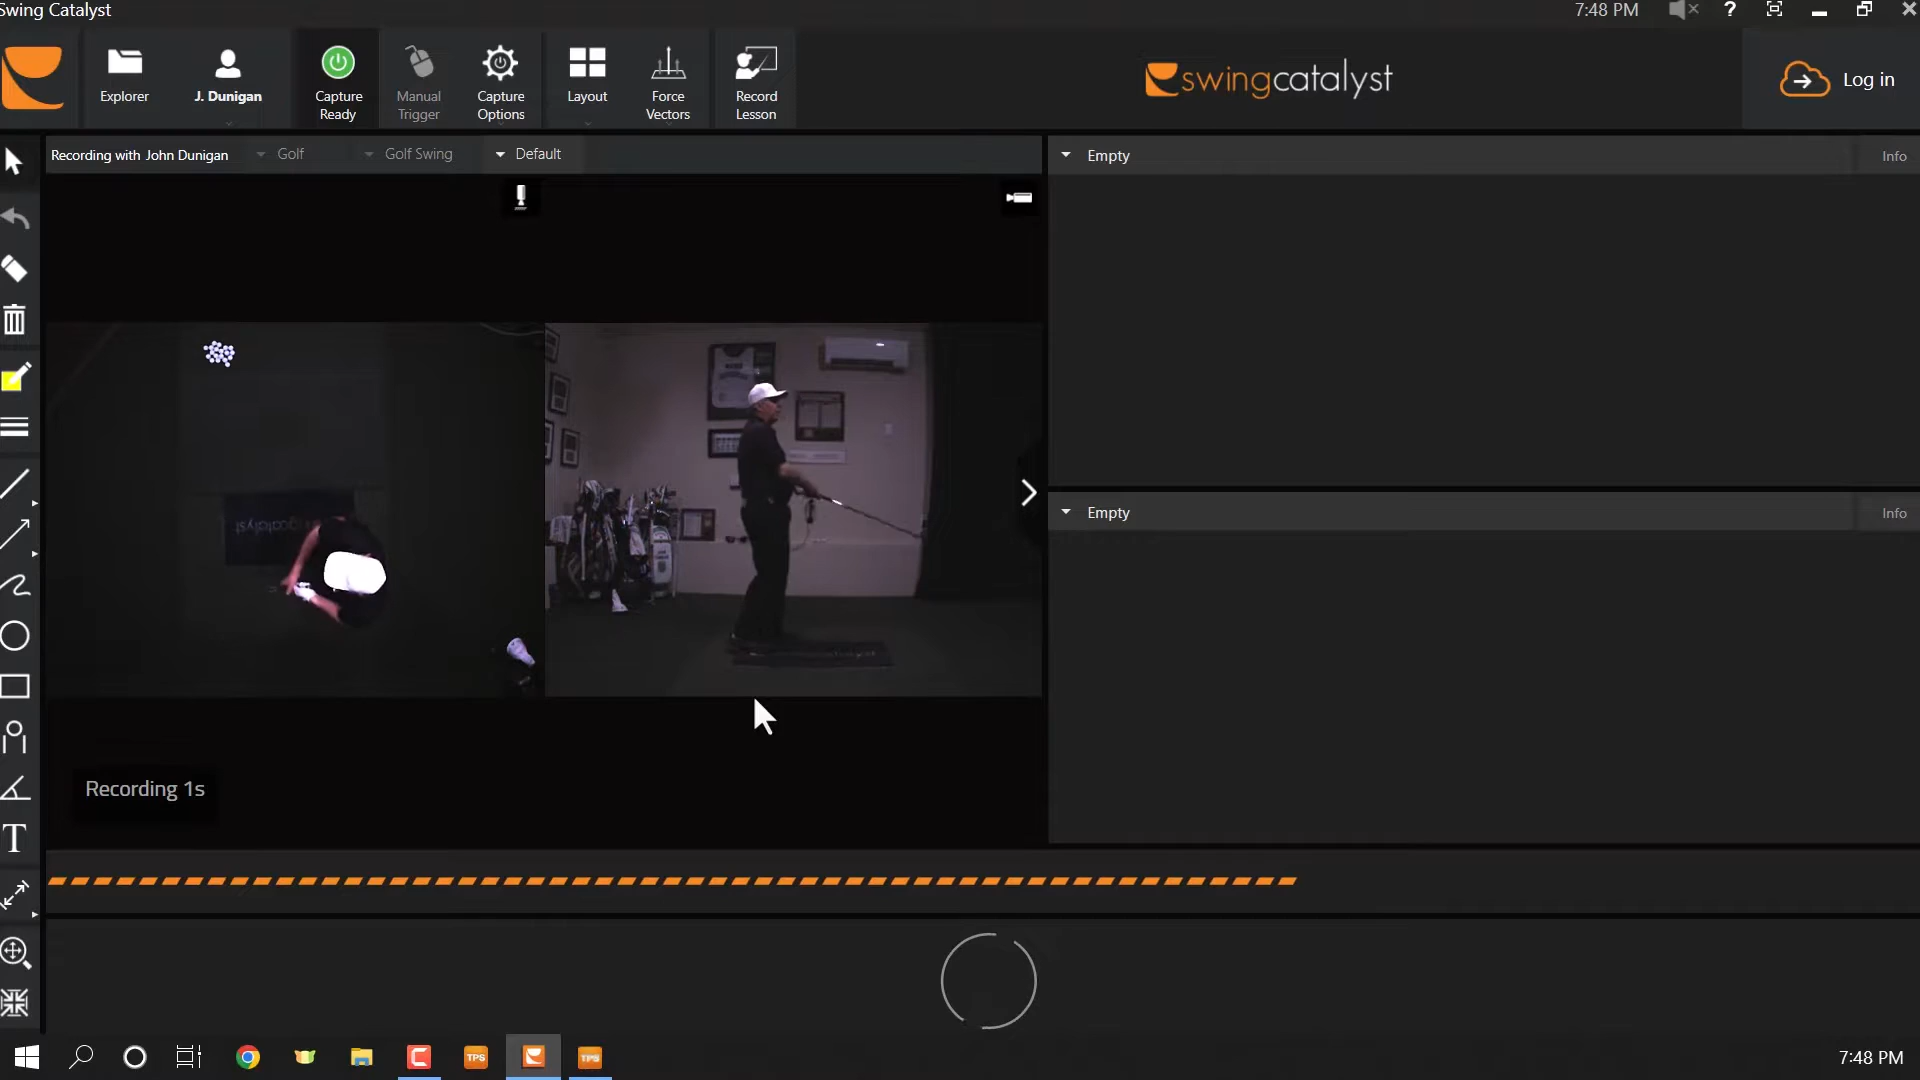 Swing Catalyst
7:48 PM
?
Explorer
J. Dunigan
Capture
Ready
Manual
Trigger
Capture
Options
Layout
Force
Vectors
Record
Lesson
swingcatalyst
Log in
Recording with John Dunigan
Golf
Golf Swing
Default
Empty
Info
Empty
Info
Recording 1s
T
TPS
TPS
7:48 PM